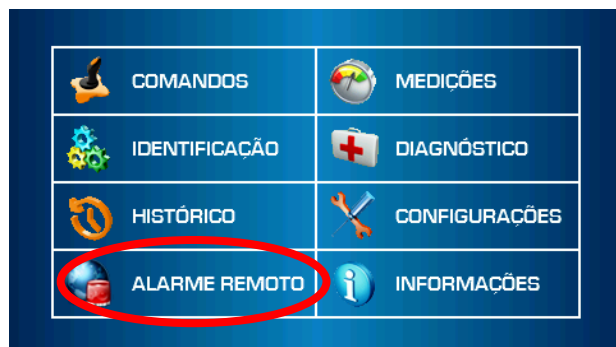 COMANDOS
MEDIÇÕES
IDENTIFICAÇÃO
DIAGNÓSTICO
HISTÓRICO
CONFIGURAÇÕES
ALARME REMOTO
INFORMAÇÕES